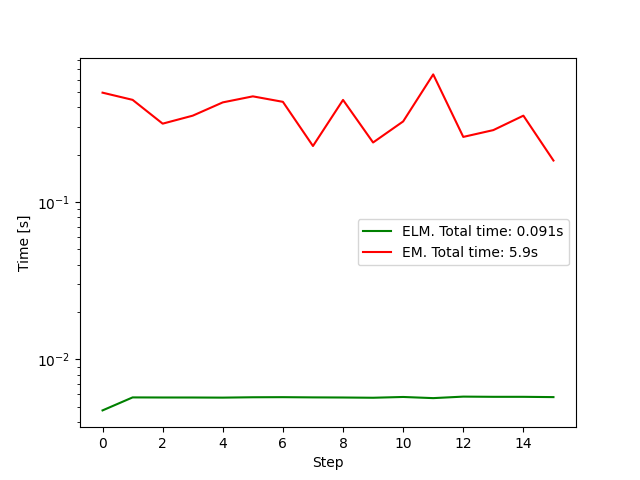 Time [s]
10⁻¹
10⁻²
ELM. Total time: 0.091s
EM. Total time: 5.9s
0 2 4 6 8 10 12 14
Step